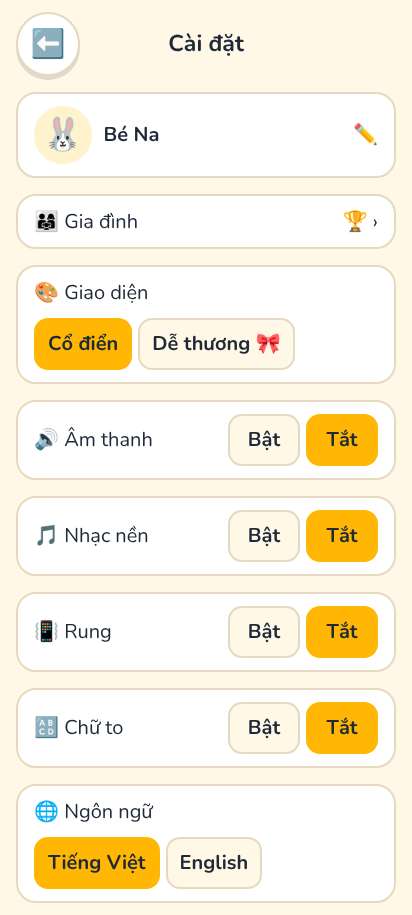 Cài đặt
Bé Na
Gia đình
Giao diện
Cổ điển Dễ thương
Âm thanh Bật Tắt
Nhạc nền Bật Tắt
Rung Bật Tắt
Chữ to Bật Tắt
Ngôn ngữ
Tiếng Việt English